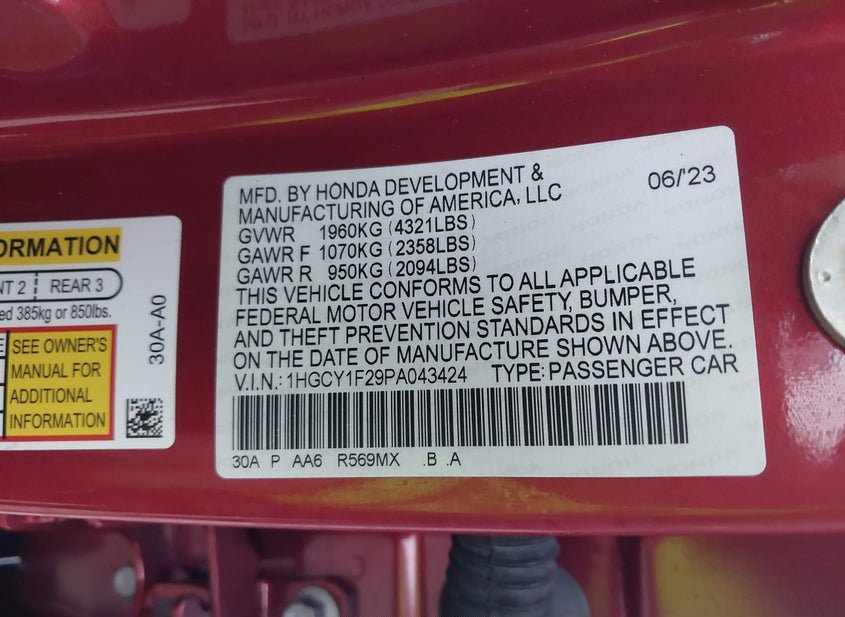 MFD. BY HONDA DEVELOPMENT &
MANUFACTURING OF AMERICA, LLC
06/'23
GVWR 1960KG (4321LBS)
GAWR F 1070KG (2358LBS)
GAWR R 950KG (2094LBS)
THIS VEHICLE CONFORMS TO ALL APPLICABLE
FEDERAL MOTOR VEHICLE SAFETY, BUMPER,
AND THEFT PREVENTION STANDARDS IN EFFECT
ON THE DATE OF MANUFACTURE SHOWN ABOVE.
V.I.N.: 1HGCY1F29PA043424 TYPE: PASSENGER CAR
30A P AA6 R569MX .B .A
ORMATION
NT 2 REAR 3
ed 385kg or 850lbs.
SEE OWNER'S
MANUAL FOR
ADDITIONAL
INFORMATION
30A-A0